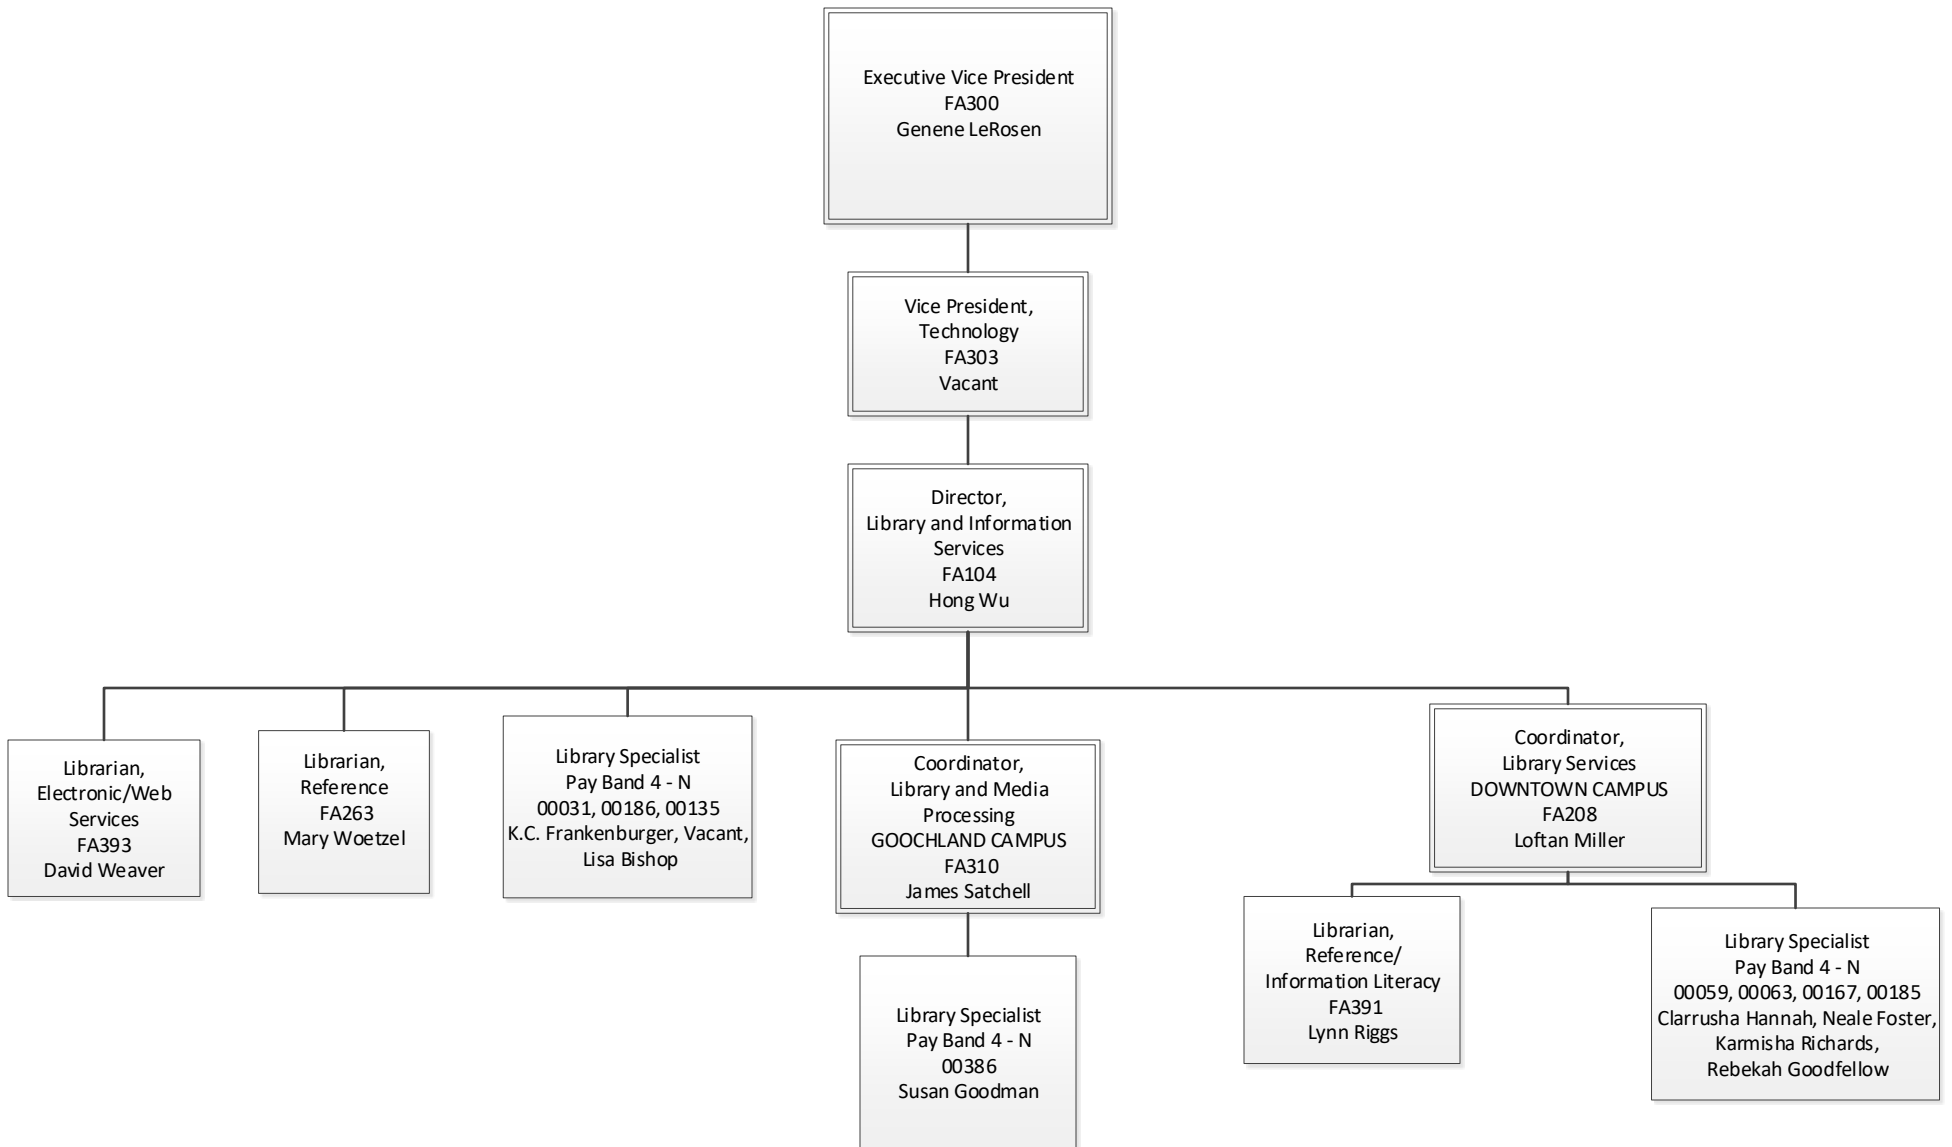 Executive Vice President
FA300
Genene LeRosen
Vice President,
Technology
FA303
Vacant
Director,
Library and Information
Services
FA104
Hong Wu
Librarian,
Electronic/Web
Services
FA393
David Weaver
Librarian,
Reference
FA263
Mary Woetzel
Library Specialist
Pay Band 4 - N
00031, 00186, 00135
K.C. Frankenburger, Vacant,
Lisa Bishop
Coordinator,
Library and Media
Processing
GOOCHLAND CAMPUS
FA310
James Satchell
Library Specialist
Pay Band 4 - N
00386
Susan Goodman
Coordinator,
Library Services
DOWNTOWN CAMPUS
FA208
Loftan Miller
Librarian,
Reference/
Information Literacy
FA391
Lynn Riggs
Library Specialist
Pay Band 4 - N
00059, 00063, 00167, 00185
Clarrusha Hannah, Neale Foster,
Karmisha Richards,
Rebekah Goodfellow